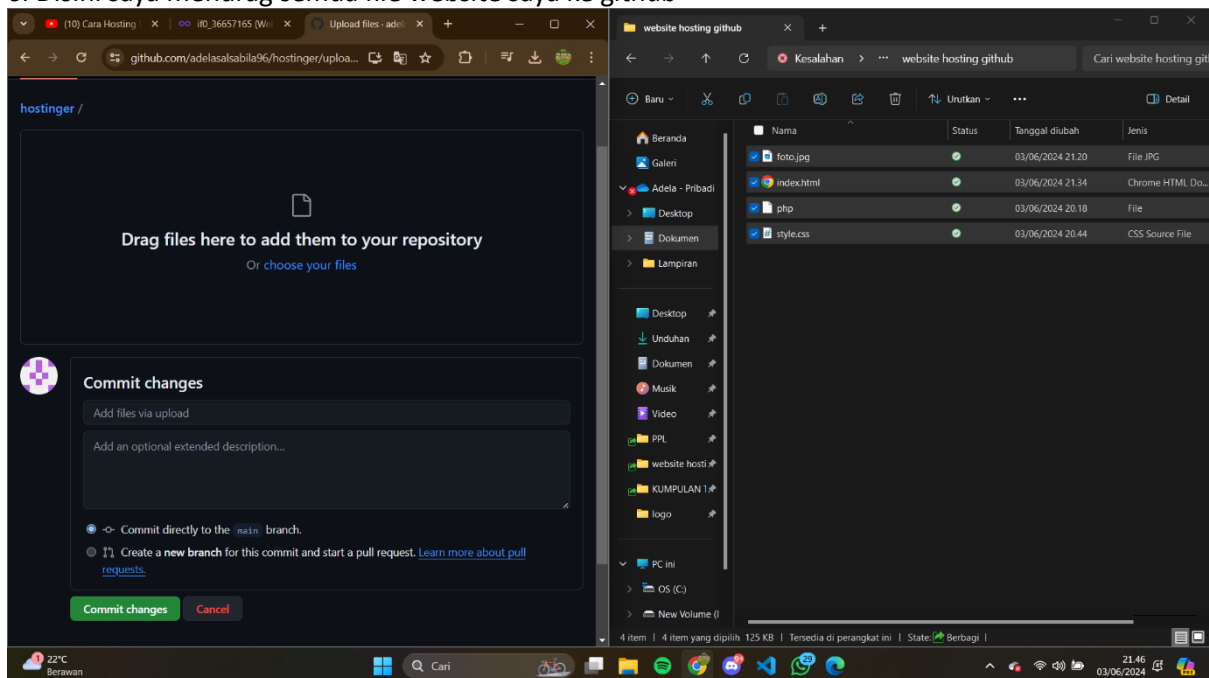 (10) Cara Hosting
if0_36657165 (We
Upload files · adel
github.com/adelasalsabila96/hostinger/uploa...
hostinger /
Drag files here to add them to your repository
Or choose your files
Commit changes
Add files via upload
Add an optional extended description...
Commit directly to the main branch.
Create a new branch for this commit and start a pull request. Learn more about pull
requests.
Commit changes
Cancel
website hosting github
Kesalahan > ... website hosting github
Cari website hosting git
Baru
Urutkan
Detail
Nama Status Tanggal diubah Jenis
foto.jpg 03/06/2024 21.20 File JPG
index.html 03/06/2024 21.34 Chrome HTML Do...
php 03/06/2024 20.18 File
style.css 03/06/2024 20.44 CSS Source File
Beranda
Galeri
Adela - Pribadi
Desktop
Dokumen
Lampiran
Desktop
Unduhan
Dokumen
Musik
Video
PPL
website hosti
KUMPULAN 1
logo
PC ini
OS (C:)
New Volume (
4 item | 4 item yang dipilih 125 KB | Tersedia di perangkat ini | State: Berbagi |
1
22°C
Berawan
Cari
29
21.46
03/06/2024